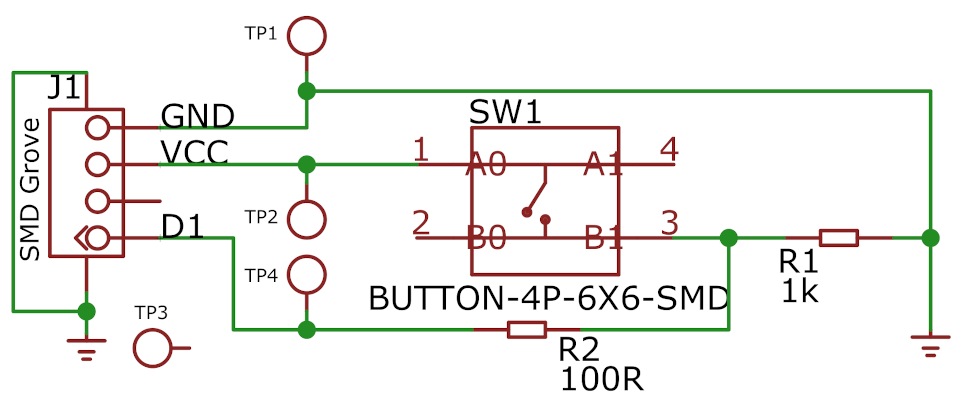 TP1
J1
SW1
GND
VCC
1
A0
A1
4
SMD Grove
TP2
D1
2
B0
B1
3
TP4
R1
1k
BUTTON-4P-6X6-SMD
TP3
R2
100R